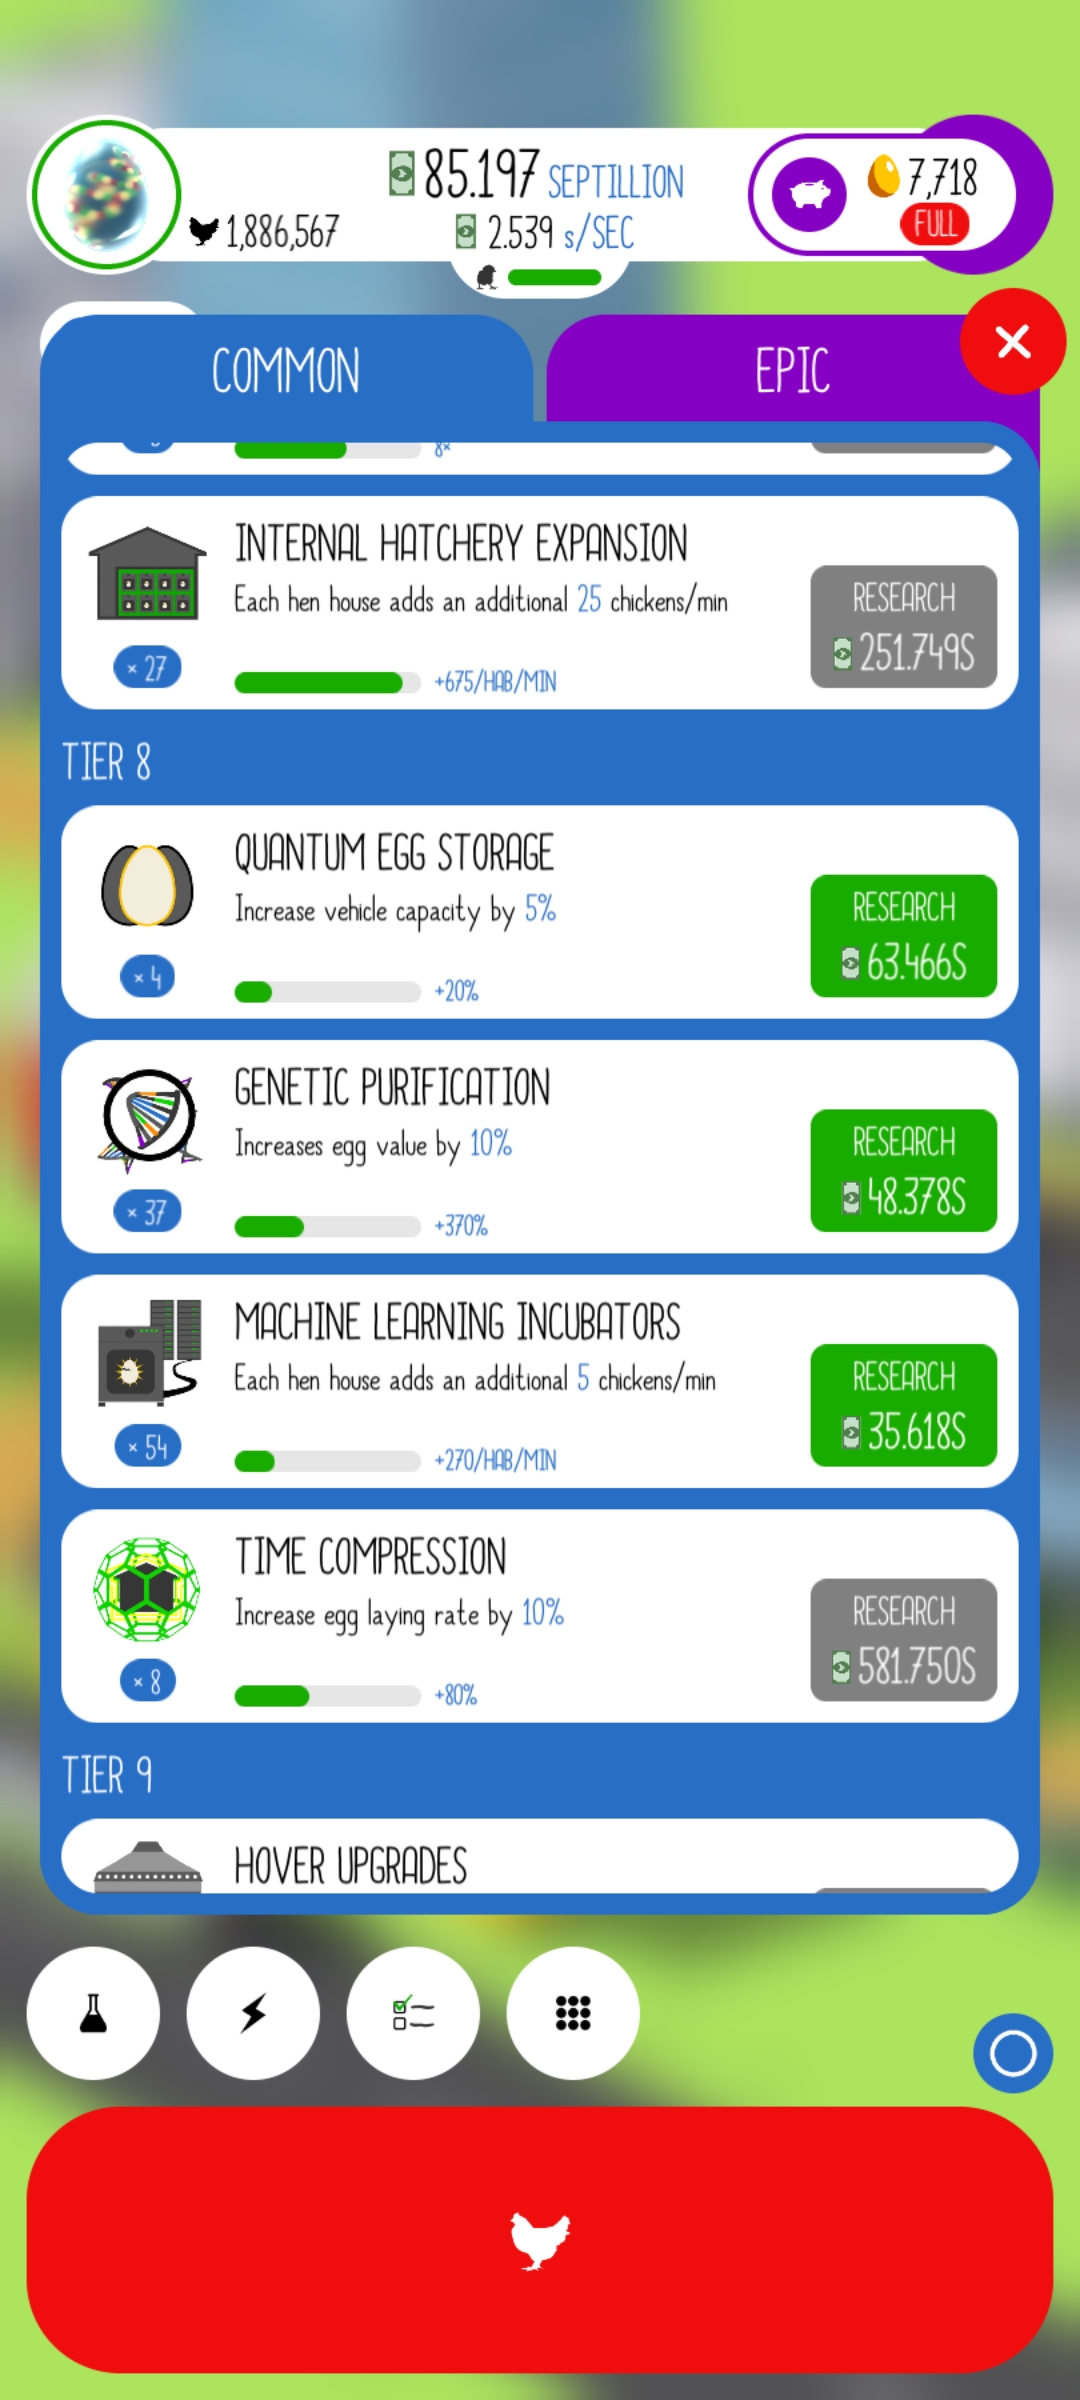 85.197 SEPTILLION
7,718
1,886,567
2.539 s/SEC
FULL
COMMON
EPIC
8×
INTERNAL HATCHERY EXPANSION
Each hen house adds an additional 25 chickens/min
RESEARCH
251.749S
× 27
+675/HAB/MIN
TIER 8
QUANTUM EGG STORAGE
Increase vehicle capacity by 5%
RESEARCH
63.466S
× 4
+20%
GENETIC PURIFICATION
Increases egg value by 10%
RESEARCH
48.378S
× 37
+370%
MACHINE LEARNING INCUBATORS
Each hen house adds an additional 5 chickens/min
RESEARCH
35.618S
× 54
+270/HAB/MIN
TIME COMPRESSION
Increase egg laying rate by 10%
RESEARCH
581.750S
× 8
+80%
TIER 9
HOVER UPGRADES